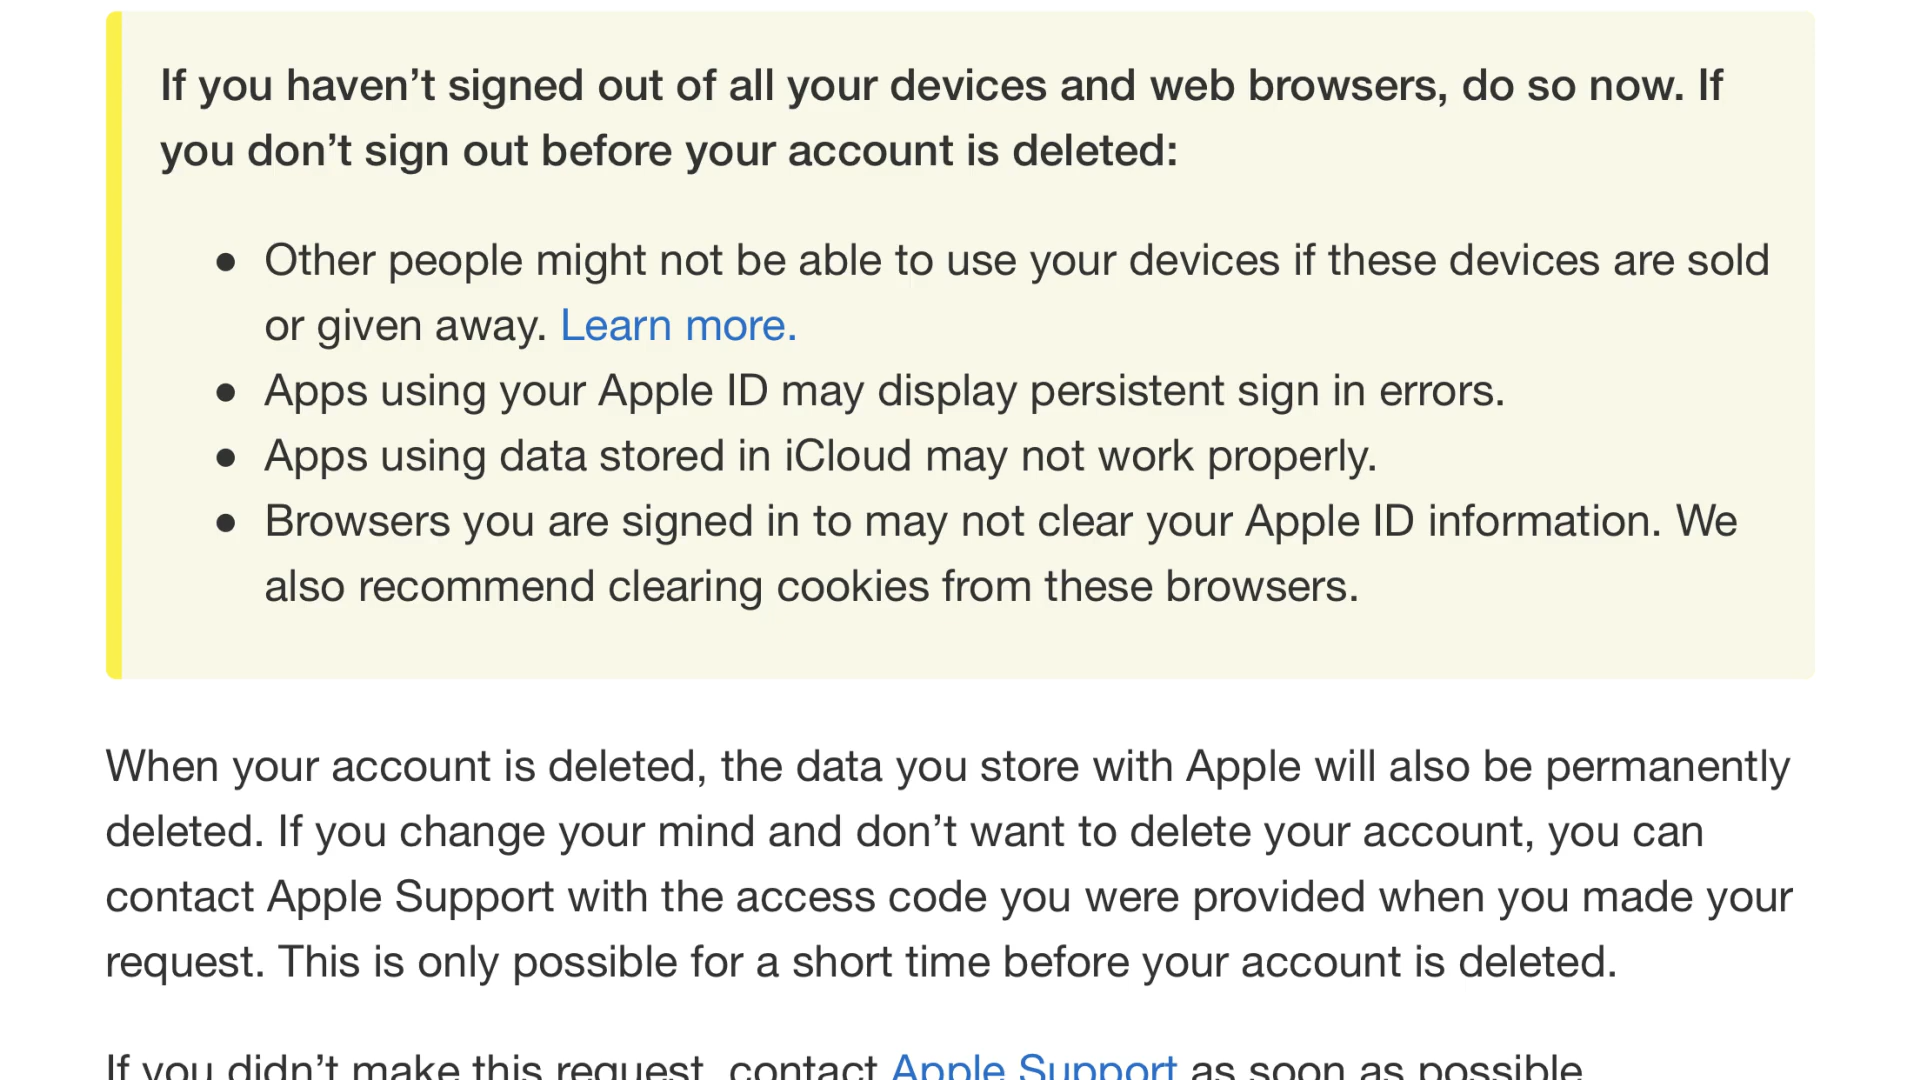 If you haven’t signed out of all your devices and web browsers, do so now. If
you don’t sign out before your account is deleted:
● Other people might not be able to use your devices if these devices are sold
or given away. Learn more.
● Apps using your Apple ID may display persistent sign in errors.
● Apps using data stored in iCloud may not work properly.
● Browsers you are signed in to may not clear your Apple ID information. We
also recommend clearing cookies from these browsers.
When your account is deleted, the data you store with Apple will also be permanently
deleted. If you change your mind and don’t want to delete your account, you can
contact Apple Support with the access code you were provided when you made your
request. This is only possible for a short time before your account is deleted.
If you didn’t make this request, contact Apple Support as soon as possible